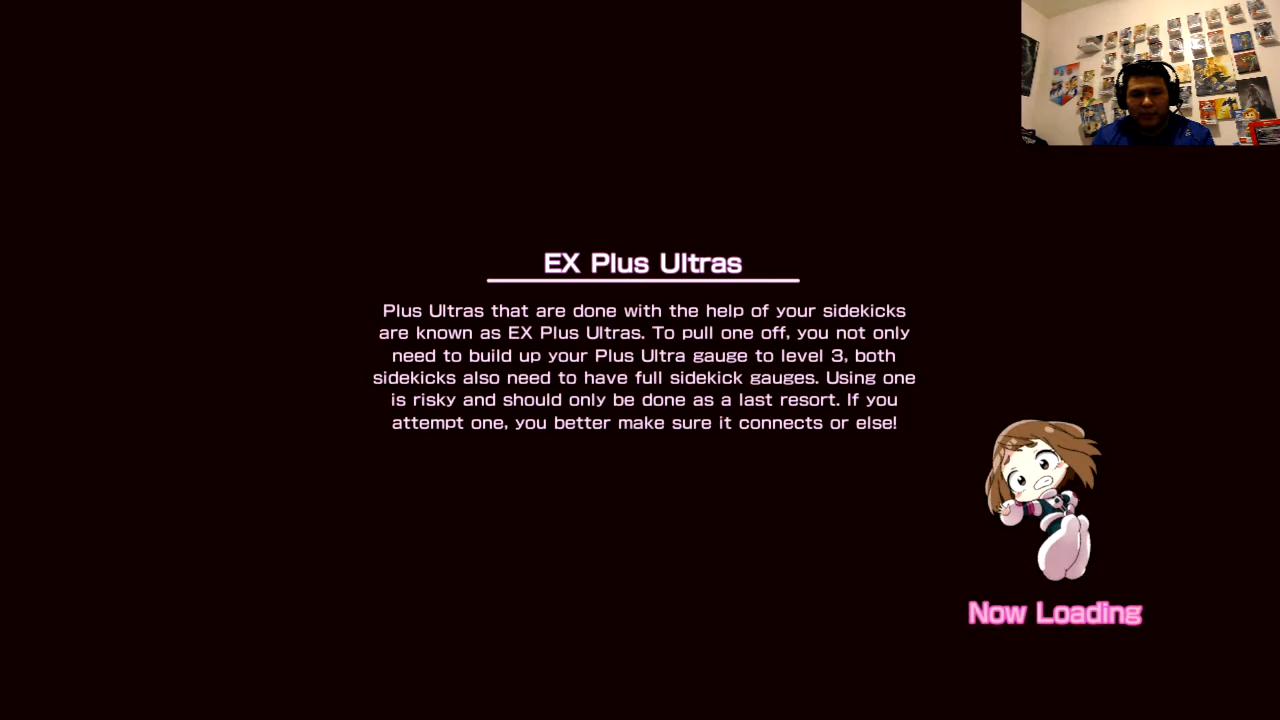 EX Plus Ultras
Plus Ultras that are done with the help of your sidekicks
are known as EX Plus Ultras. To pull one off, you not only
need to build up your Plus Ultra gauge to level 3, both
sidekicks also need to have full sidekick gauges. Using one
is risky and should only be done as a last resort. If you
attempt one, you better make sure it connects or else!
Now Loading